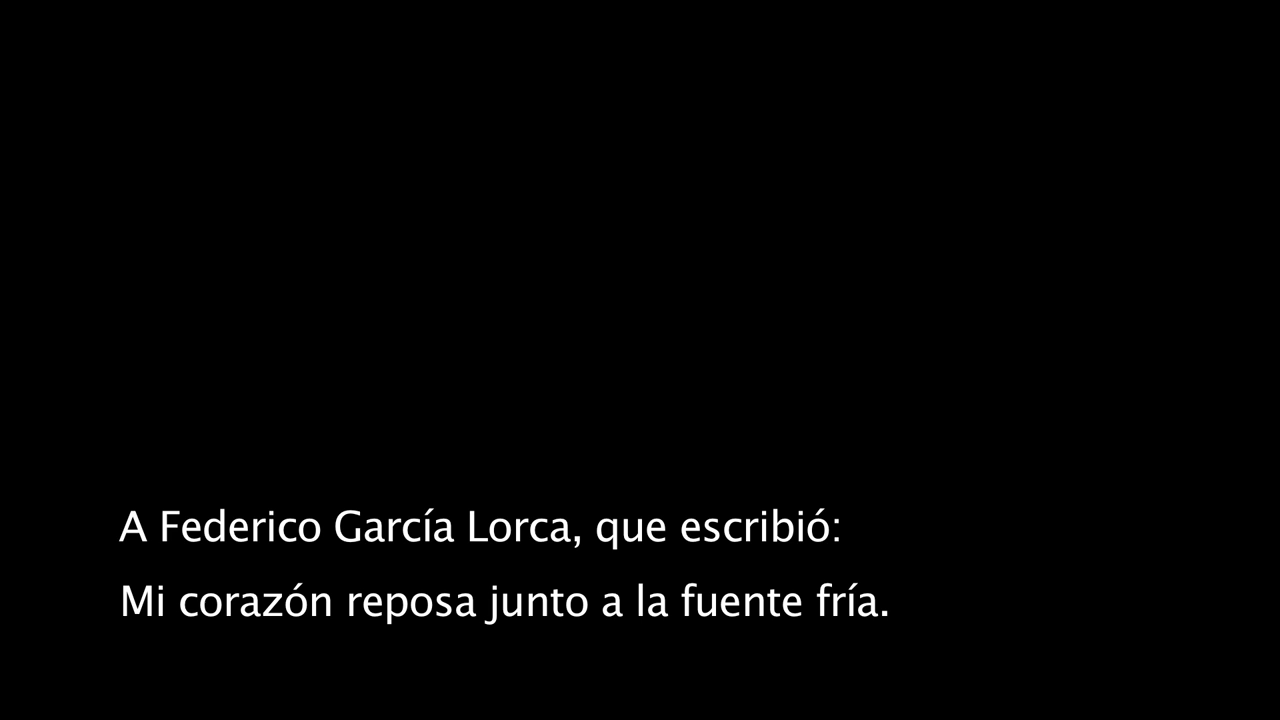 A Federico García Lorca, que escribió:
Mi corazón reposa junto a la fuente fría.